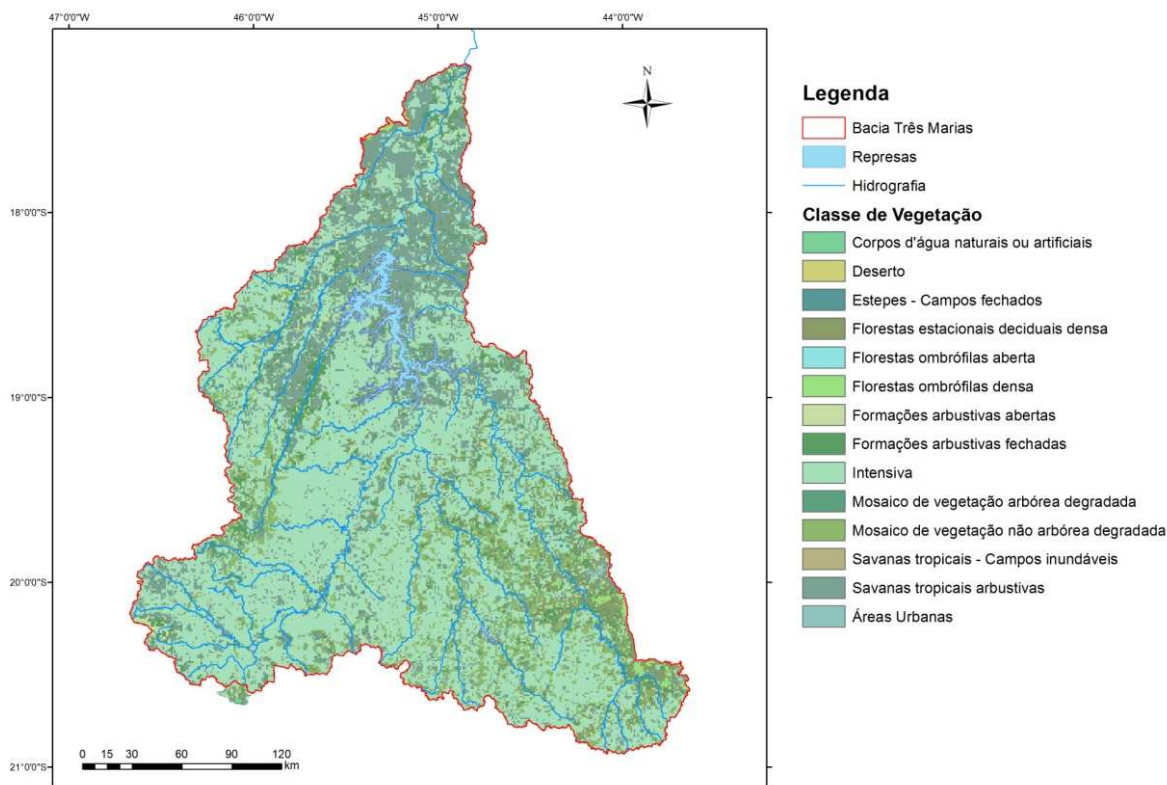 47°0'0"W 46°0'0"W 45°0'0"W 44°0'0"W
N
18°0'0"S
19°0'0"S
20°0'0"S
21°0'0"S
0 15 30 60 90 120
km
Legenda
Bacia Três Marias
Represas
Hidrografia
Classe de Vegetação
Corpos d'água naturais ou artificiais
Deserto
Estepes - Campos fechados
Florestas estacionais deciduais densa
Florestas ombrófilas aberta
Florestas ombrófilas densa
Formações arbustivas abertas
Formações arbustivas fechadas
Intensiva
Mosaico de vegetação arbórea degradada
Mosaico de vegetação não arbórea degradada
Savanas tropicais - Campos inundáveis
Savanas tropicais arbustivas
Áreas Urbanas